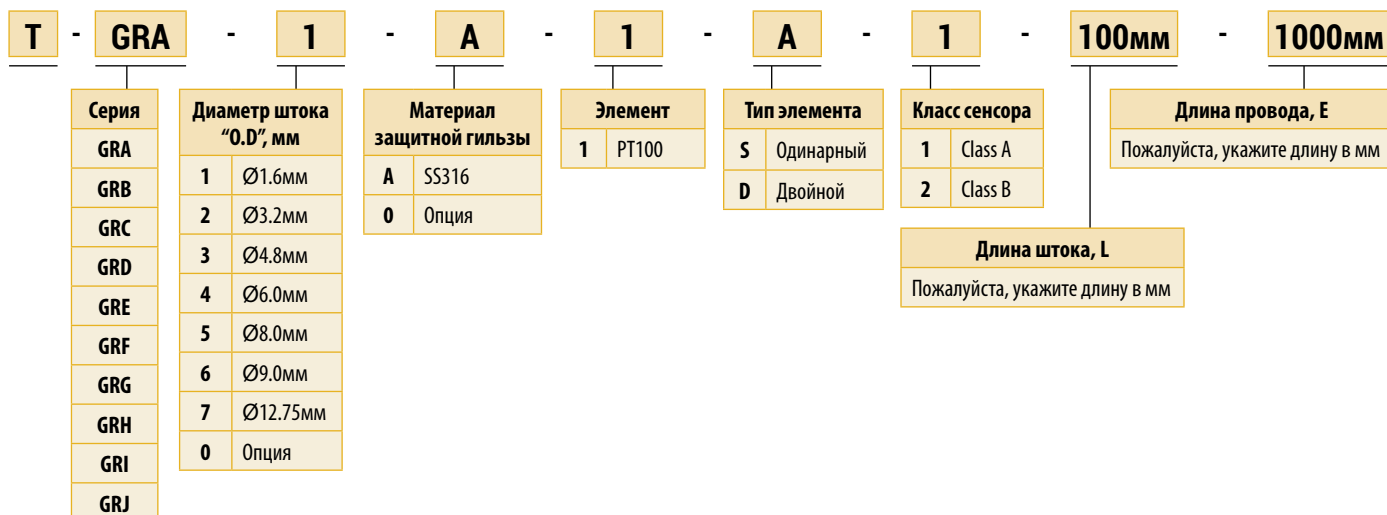 T - GRA - 1 - A - 1 - A - 1 - 100мм - 1000мм
Серия
GRA
GRB
GRC
GRD
GRE
GRF
GRG
GRH
GRI
GRJ
Диаметр штока
“O.D”, мм
1 Ø1.6мм
2 Ø3.2мм
3 Ø4.8мм
4 Ø6.0мм
5 Ø8.0мм
6 Ø9.0мм
7 Ø12.75мм
0 Опция
Материал
защитной гильзы
A SS316
0 Опция
Элемент
1 PT100
Тип элемента
S Одинарный
D Двойной
Класс сенсора
1 Class A
2 Class B
Длина штока, L
Пожалуйста, укажите длину в мм
Длина провода, E
Пожалуйста, укажите длину в мм